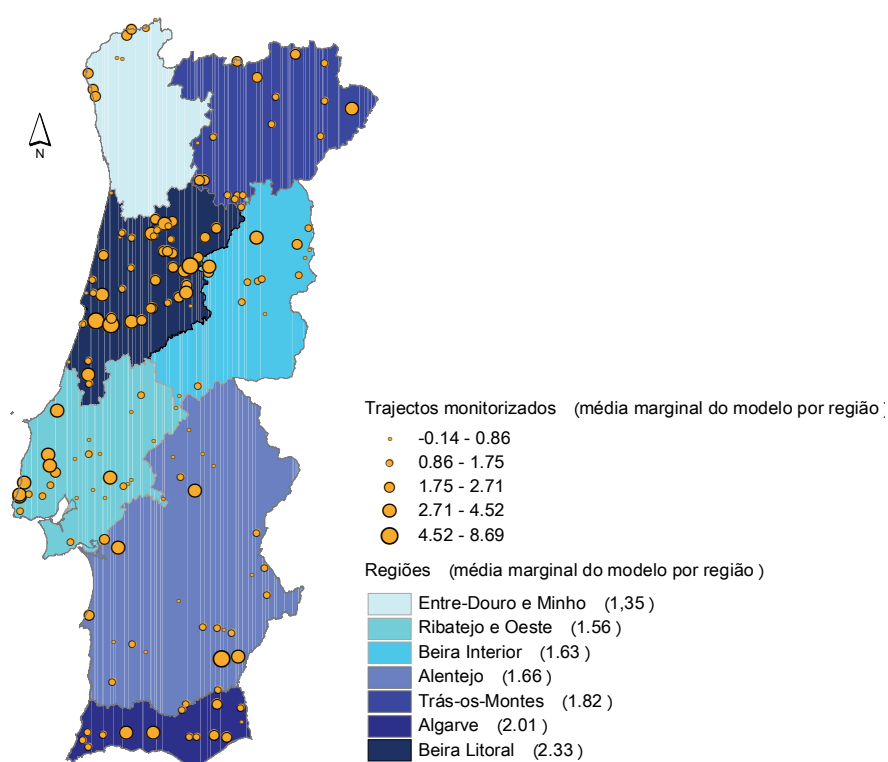 N
Trajectos monitorizados (média marginal do modelo por região)
-0.14 - 0.86
0.86 - 1.75
1.75 - 2.71
2.71 - 4.52
4.52 - 8.69
Regiões (média marginal do modelo por região )
Entre-Douro e Minho (1,35 )
Ribatejo e Oeste (1.56 )
Beira Interior (1.63 )
Alentejo (1.66 )
Trás-os-Montes (1.82 )
Algarve (2.01 )
Beira Litoral (2.33 )